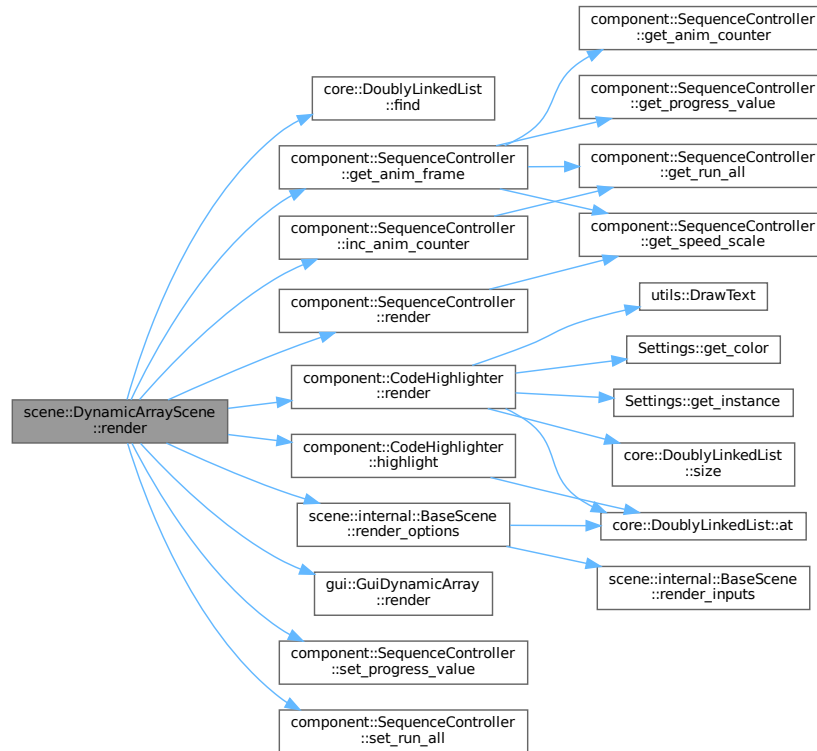 scene::DynamicArrayScene
::render
core::DoublyLinkedList
::find
component::SequenceController
::get_anim_frame
component::SequenceController
::inc_anim_counter
component::SequenceController
::render
component::CodeHighlighter
::render
component::CodeHighlighter
::highlight
scene::internal::BaseScene
::render_options
gui::GuiDynamicArray
::render
component::SequenceController
::set_progress_value
component::SequenceController
::set_run_all
component::SequenceController
::get_anim_counter
component::SequenceController
::get_progress_value
component::SequenceController
::get_run_all
component::SequenceController
::get_speed_scale
utils::DrawText
Settings::get_color
Settings::get_instance
core::DoublyLinkedList
::size
core::DoublyLinkedList::at
scene::internal::BaseScene
::render_inputs